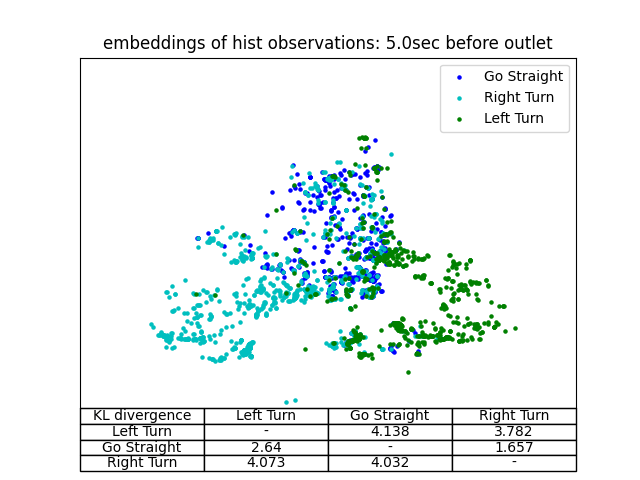 embeddings of hist observations: 5.0sec before outlet
Go Straight
Right Turn
Left Turn
KL divergence Left Turn Go Straight Right Turn
Left Turn - 4.138 3.782
Go Straight 2.64 - 1.657
Right Turn 4.073 4.032 -